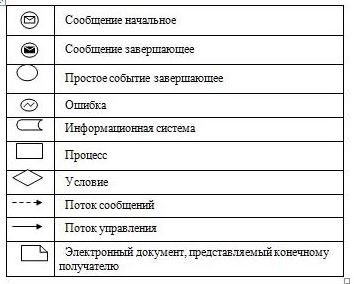 Сообщение начальное
Сообщение завершающее
Простое событие завершающее
Ошибка
Информационная система
Процесс
Условие
Поток сообщений
Поток управления
Электронный документ, представляемый конечному
получателю